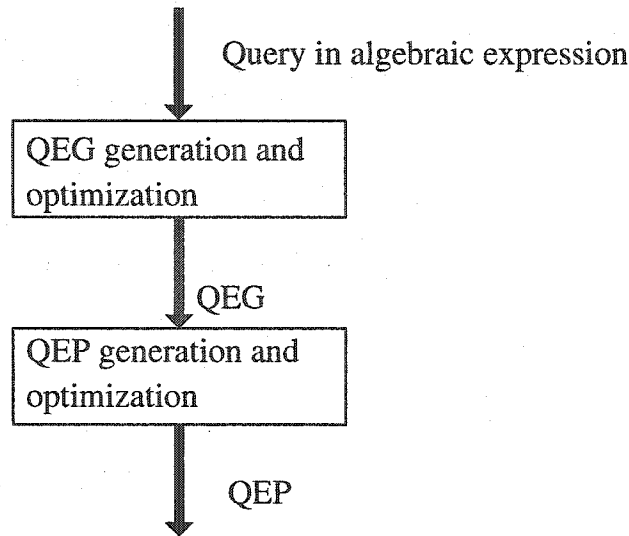 Query in algebraic expression
QEG generation and
optimization
QEG
QEP generation and
optimization
QEP